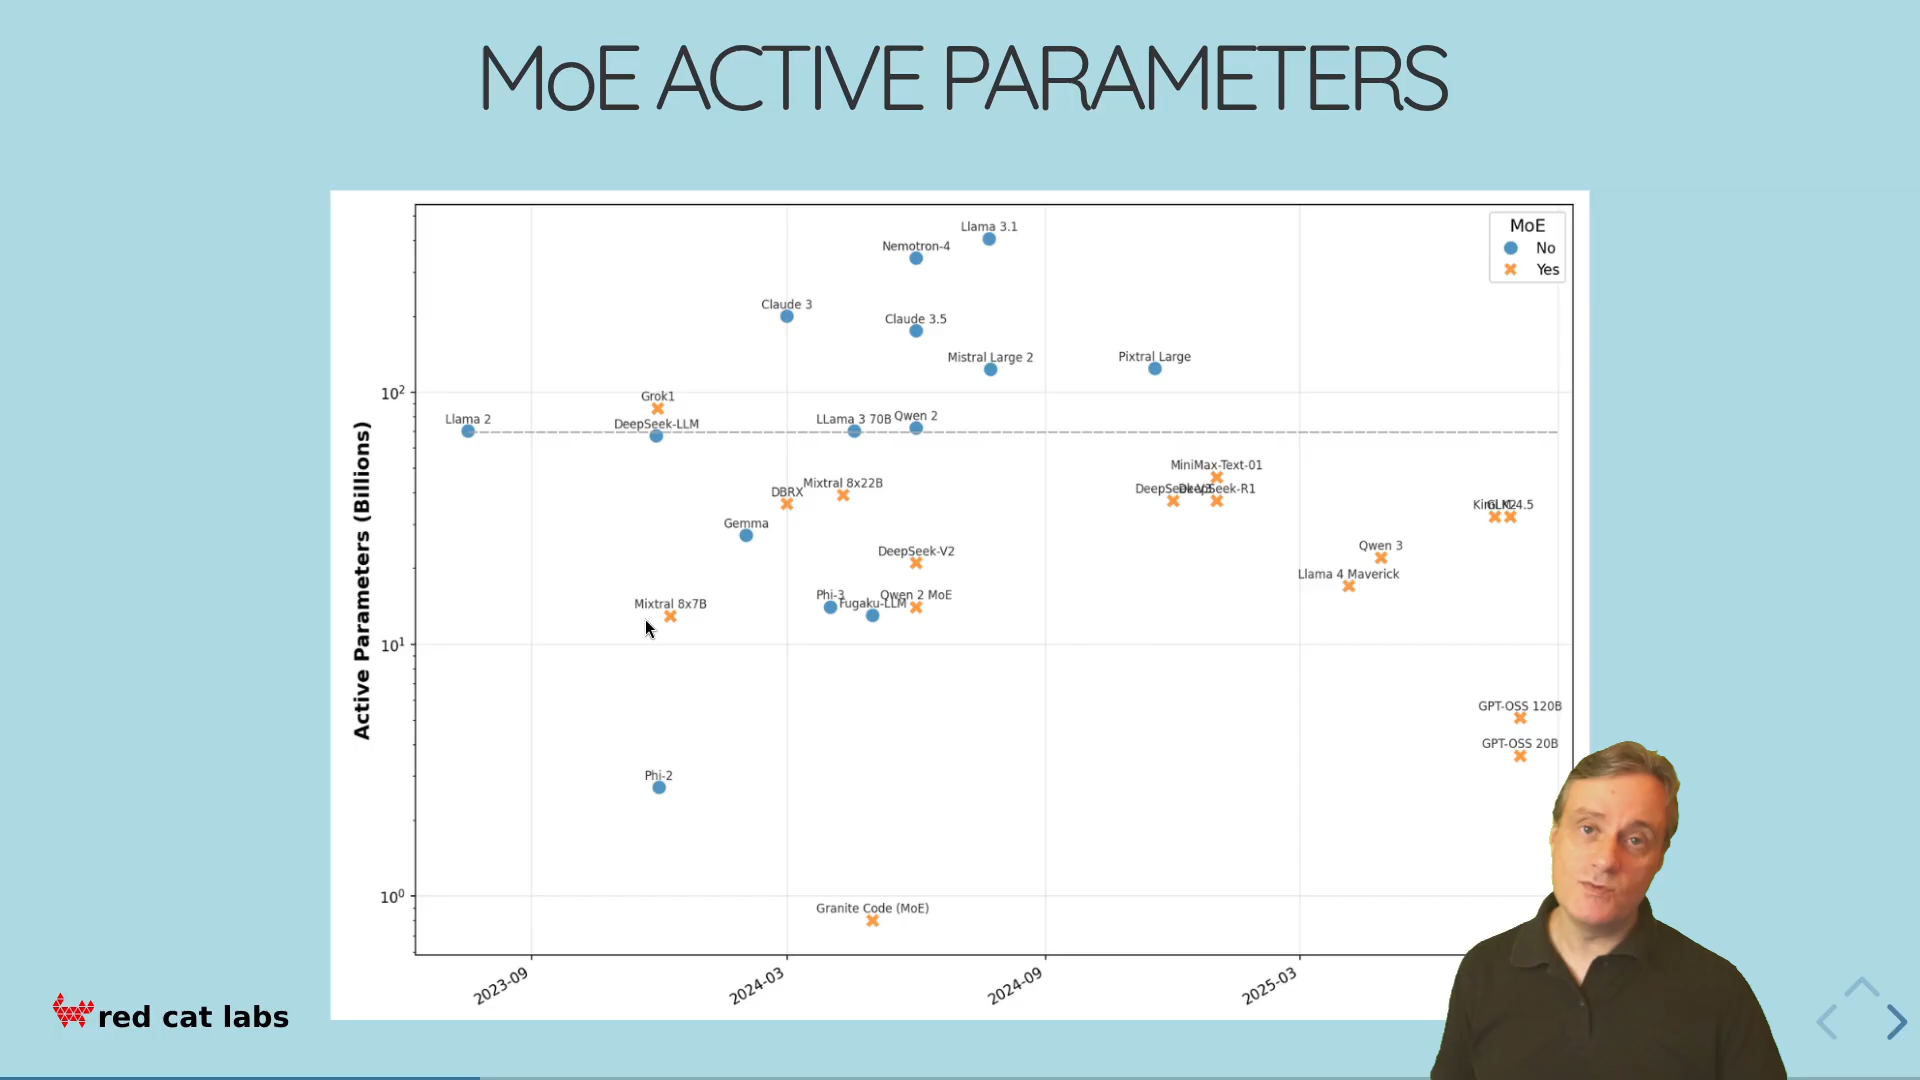 MoE ACTIVE PARAMETERS
MoE
No
Yes
Llama 3.1
Nemotron-4
Claude 3
Claude 3.5
Mistral Large 2
Pixtral Large
10²
Grok1
Llama 2
DeepSeek-LLM
LLama 3 70B
Qwen 2
MiniMax-Text-01
Mixtral 8x22B
DBRX
DeepSeek-R1
Gemma
Qwen 3
DeepSeek-V2
Llama 4 Maverick
Phi-3
Qwen 2 MoE
Fugaku-LLM
Mixtral 8x7B
10¹
GPT-OSS 120B
GPT-OSS 20B
Phi-2
10⁰
Granite Code (MoE)
Active Parameters (Billions)
2023-09
2024-03
2024-09
2025-03
red cat labs